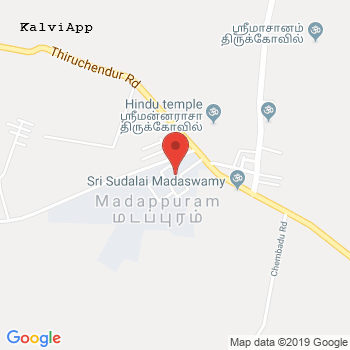 KalviApp
ஸ்ரீமாசானம்
திருக்கோவில்
Thiruchendur Rd
Hindu temple
ஸ்ரீமன்னராசா
திருக்கோவில்
Sri Sudalai Madaswamy
Madappuram
மடப்புரம்
Chembadu Rd
Google
Map data ©2019 Google